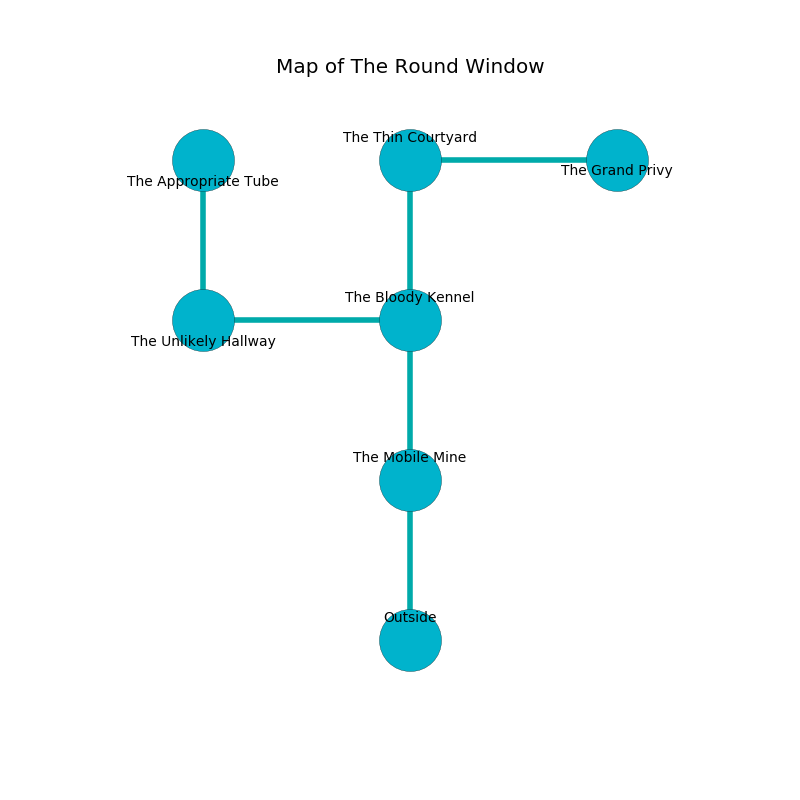 Map of The Round Window
The Thin Courtyard
The Grand Privy
The Appropriate Tube
The Bloody Kennel
The Unlikely Hallway
The Mobile Mine
Outside